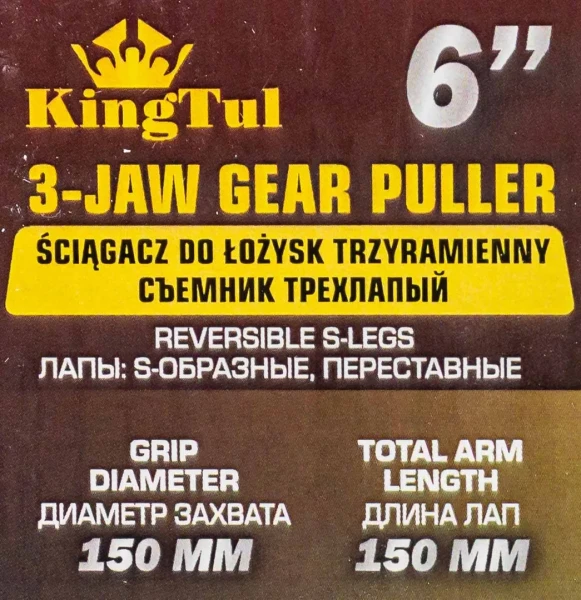 KingTul
6”
3-JAW GEAR PULLER
ŚCIĄGACZ DO ŁOŻYSK TRZYRAMIENNY
СЪЕМНИК ТРЕХЛАПЫЙ
REVERSIBLE S-LEGS
ЛАПЫ: S-ОБРАЗНЫЕ, ПЕРЕСТАВНЫЕ
GRIP
DIAMETER
ДИАМЕТР ЗАХВАТА
150 MM
TOTAL ARM
LENGTH
ДЛИНА ЛАП
150 MM